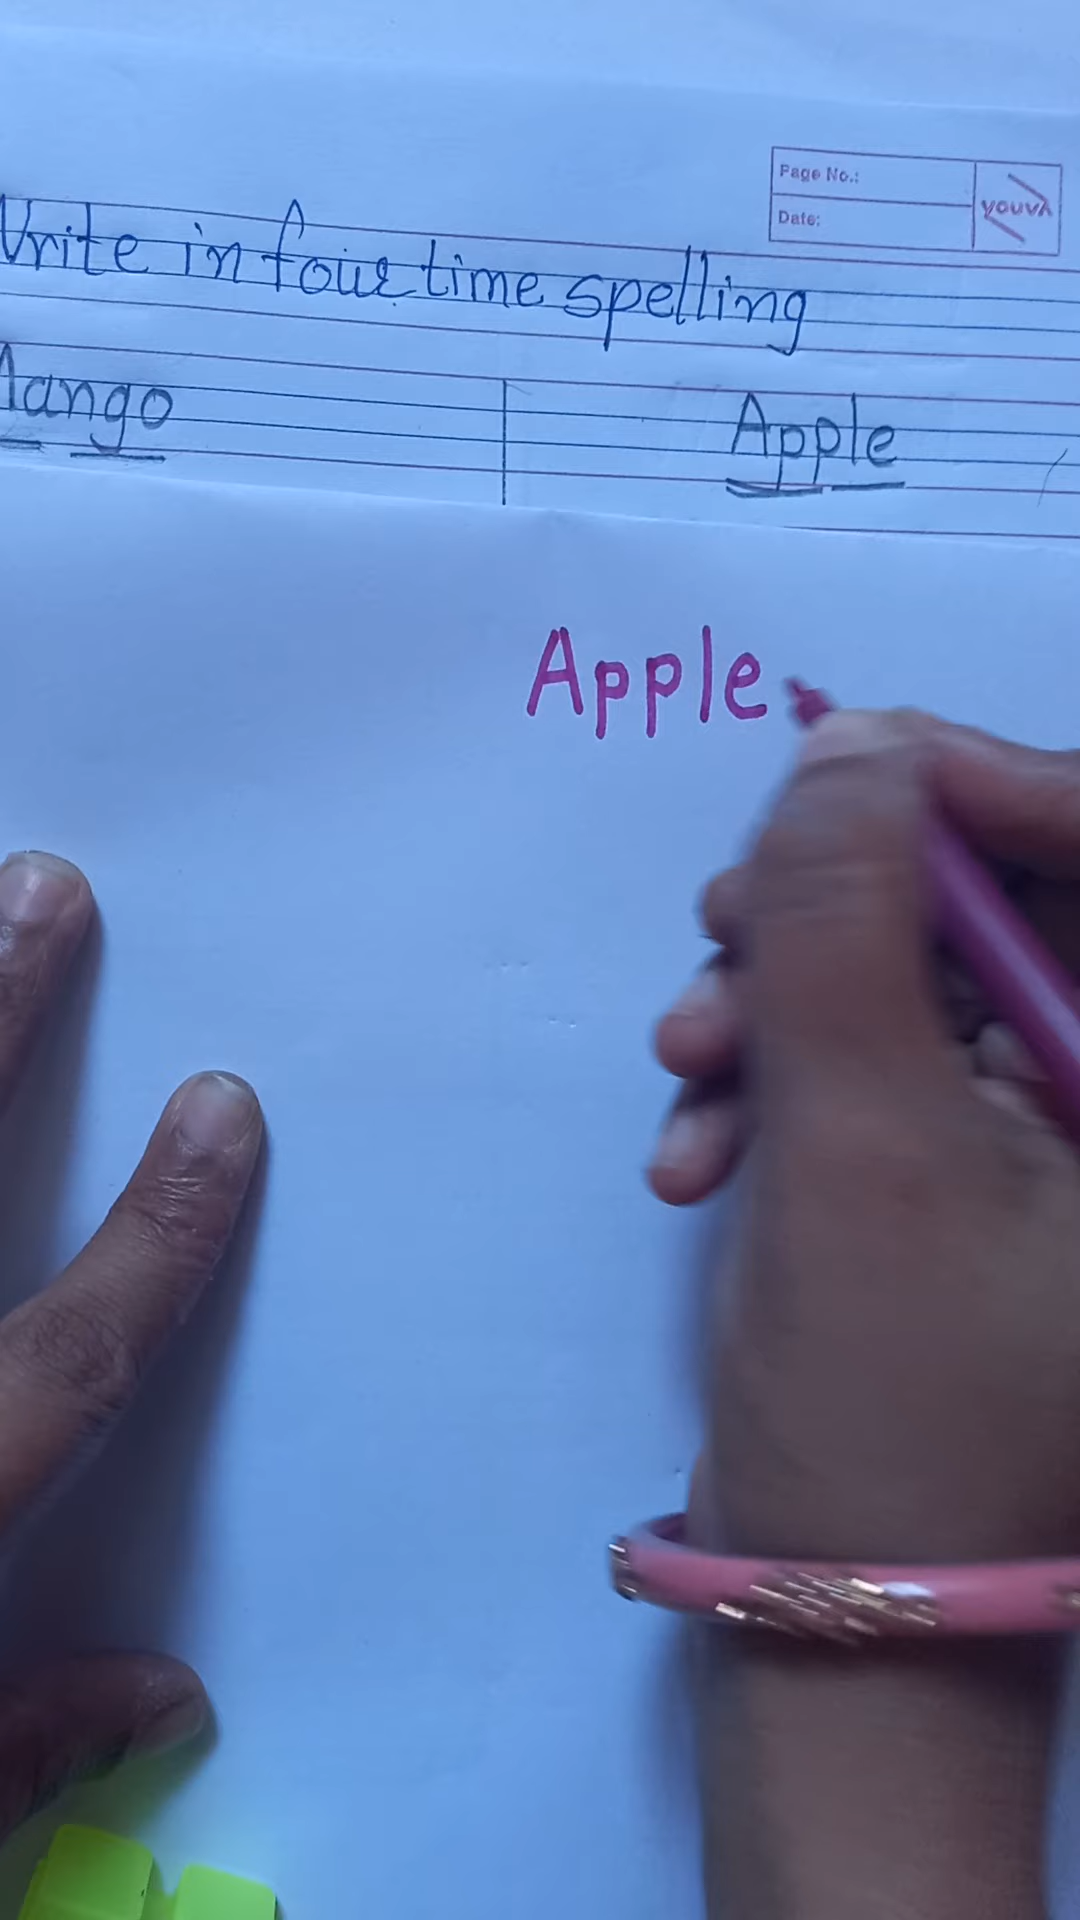 Page No.:
Date:
youva
Write in four time spelling
Mango Apple
Apple